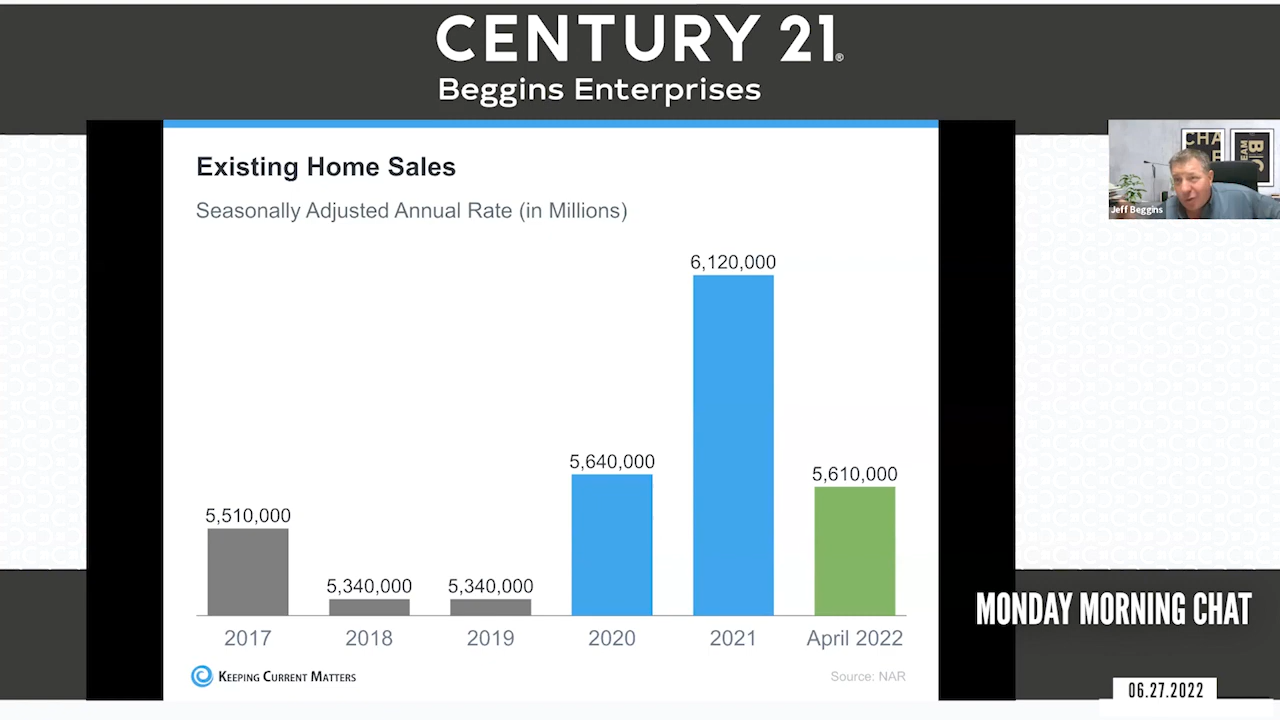 CENTURY 21®
Beggins Enterprises
Existing Home Sales
Seasonally Adjusted Annual Rate (in Millions)
6,120,000
5,640,000
5,610,000
5,510,000
5,340,000
5,340,000
2017
2018
2019
2020
2021
April 2022
KEEPING CURRENT MATTERS
Source: NAR
Jeff Beggins
MONDAY MORNING CHAT
06.27.2022